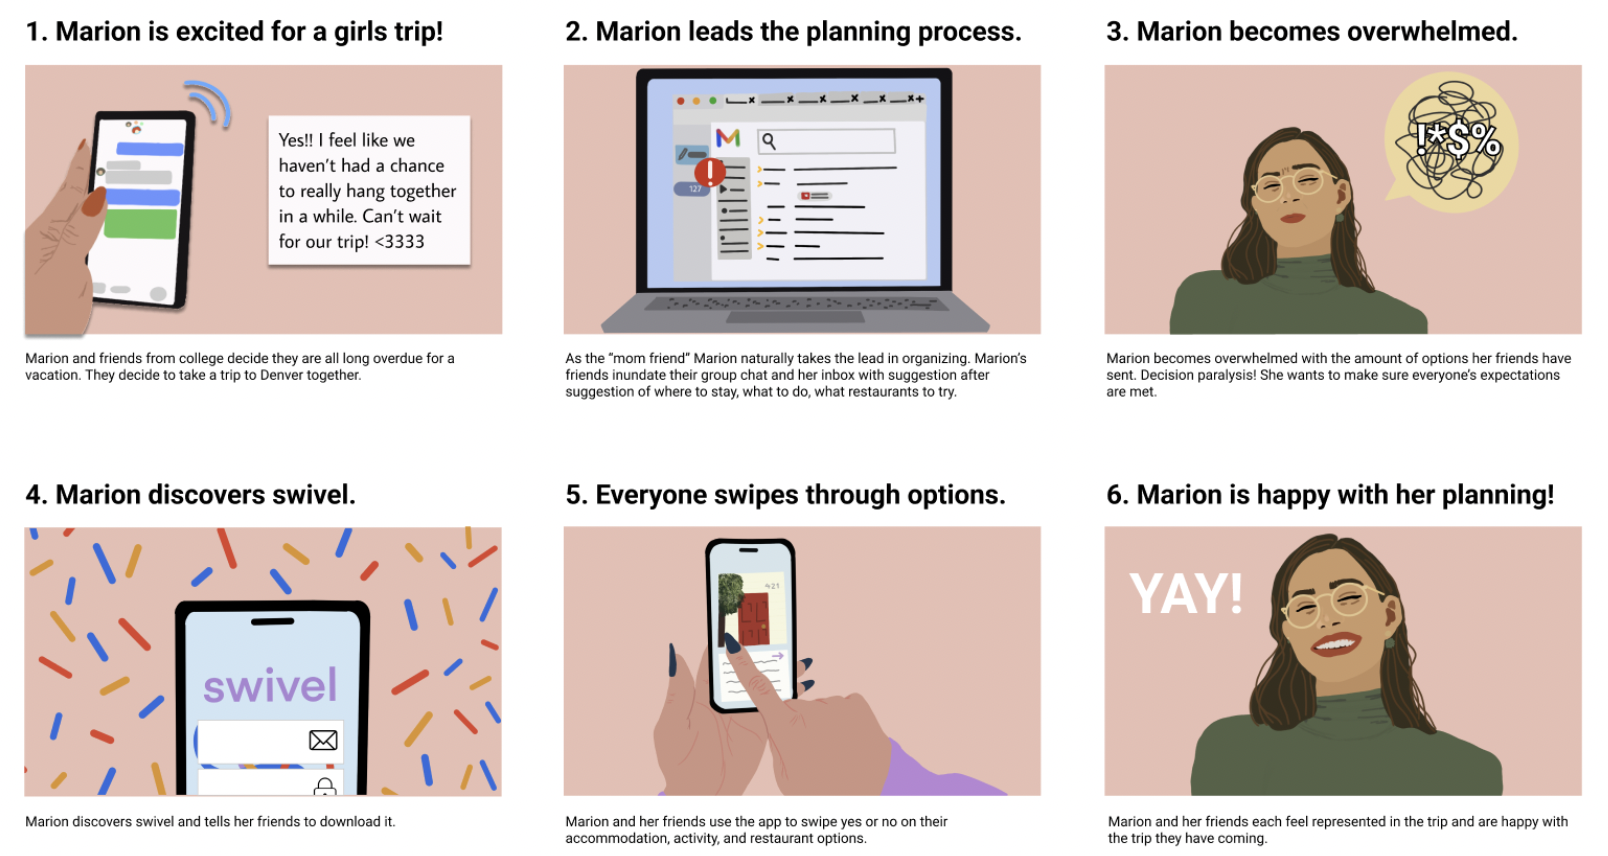 1. Marion is excited for a girls trip!
Yes!! I feel like we
haven't had a chance
to really hang together
in a while. Can't wait
for our trip! <3333
Marion and friends from college decide they are all long overdue for a
vacation. They decide to take a trip to Denver together.
2. Marion leads the planning process.
M
!
127
As the “mom friend” Marion naturally takes the lead in organizing. Marion's
friends inundate their group chat and her inbox with suggestion after
suggestion of where to stay, what to do, what restaurants to try.
3. Marion becomes overwhelmed.
!*$%
Marion becomes overwhelmed with the amount of options her friends have
sent. Decision paralysis! She wants to make sure everyone's expectations
are met.
4. Marion discovers swivel.
swivel
Marion discovers swivel and tells her friends to download it.
5. Everyone swipes through options.
421
Marion and her friends use the app to swipe yes or no on their
accommodation, activity, and restaurant options.
6. Marion is happy with her planning!
YAY!
Marion and her friends each feel represented in the trip and are happy with
the trip they have coming.